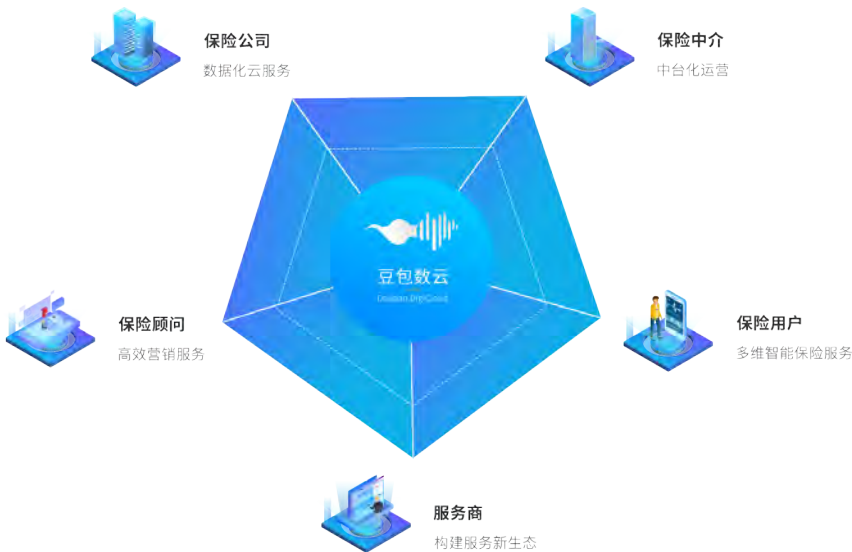 保险公司
数据化云服务
保险中介
中台化运营
豆包数云
Doubao DigiCloud
保险顾问
高效营销服务
保险用户
多维智能保险服务
服务商
构建服务新生态